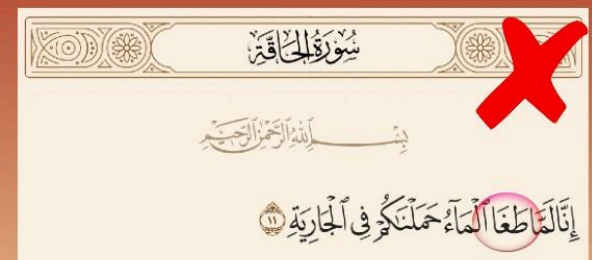 سُورَةُ الحَاقَّةِ
بِسْمِ ٱللَّهِ ٱلرَّحْمَٰنِ ٱلرَّحِيمِ
إِنَّا لَمَّا طَغَا ٱلْمَآءُ حَمَلْنَٰكُمْ فِى ٱلْجَارِيَةِ ١١